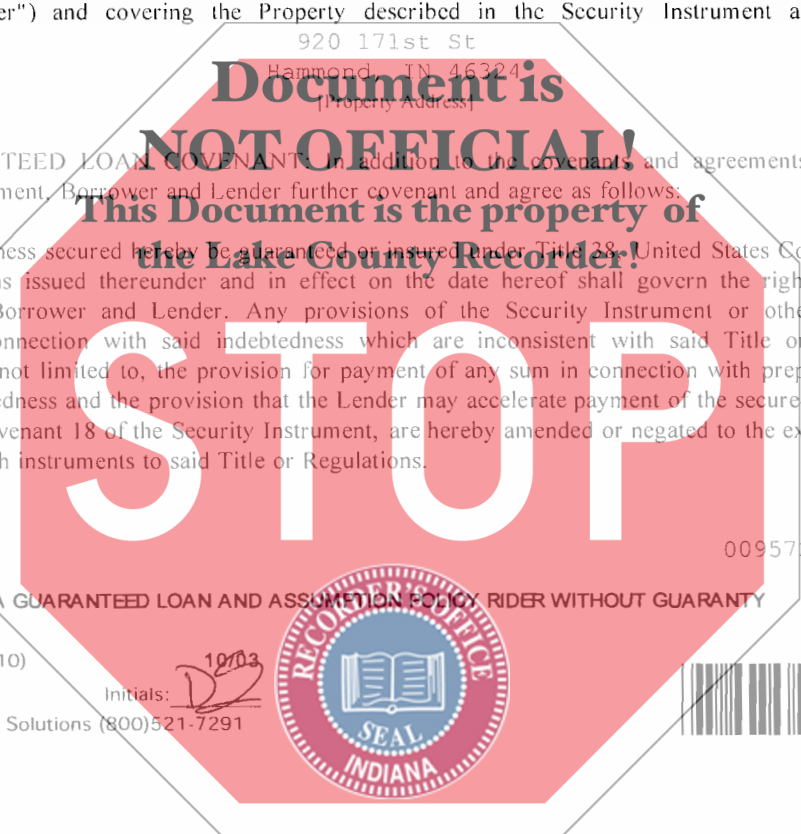 er") and covering the Property described in the Security Instrument a
920 171st St
Hammond, IN 46324
[Property Address]
Document is
NOT OFFICIAL!
This Document is the property of
the Lake County Recorder!
TEED LOAN COVENANT: In addition to the covenants and agreements
ment, Borrower and Lender further covenant and agree as follows:
ness secured hereby be guaranteed or insured under Title 38, United States Co
s issued thereunder and in effect on the date hereof shall govern the righ
Borrower and Lender. Any provisions of the Security Instrument or othe
nnection with said indebtedness which are inconsistent with said Title or
not limited to, the provision for payment of any sum in connection with prep
edness and the provision that the Lender may accelerate payment of the secure
venant 18 of the Security Instrument, are hereby amended or negated to the ex
h instruments to said Title or Regulations.
STOP
00957
A GUARANTEED LOAN AND ASSUMPTION POLICY RIDER WITHOUT GUARANTY
10)
10/03
Initials:
Solutions (800)521-7291
RECORDER'S OFFICE
SEAL
INDIANA